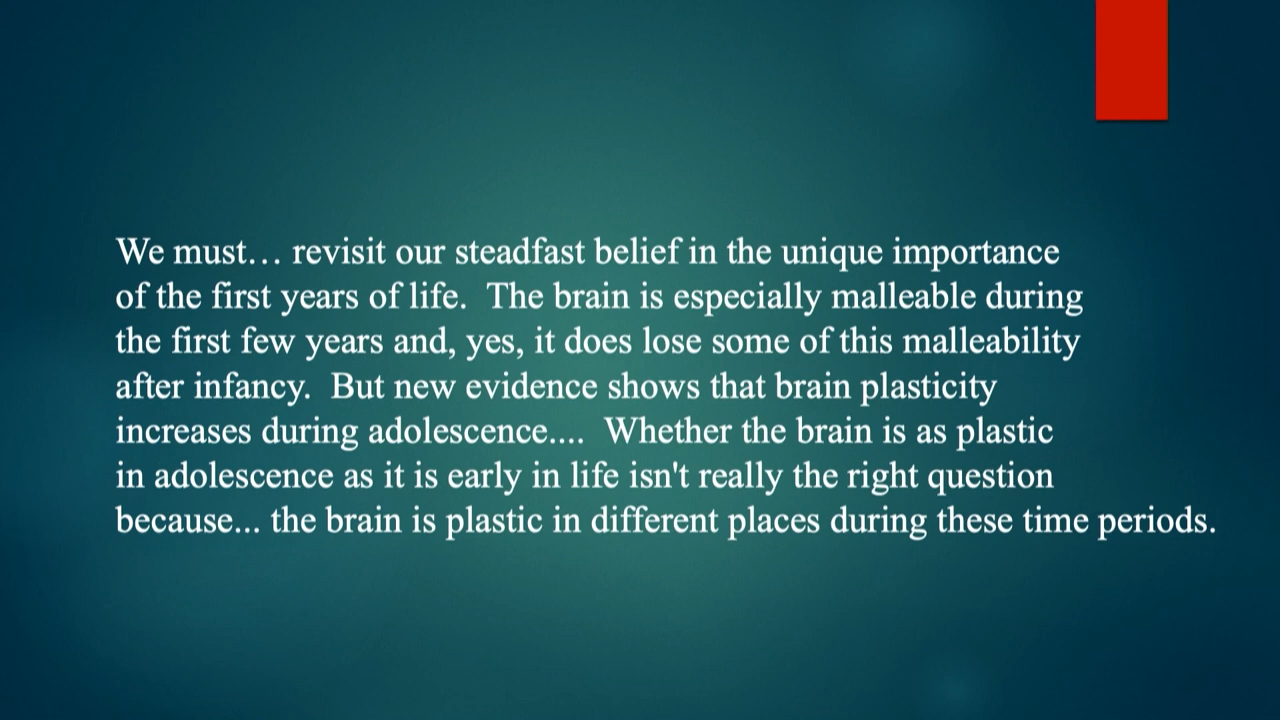 We must… revisit our steadfast belief in the unique importance
of the first years of life.  The brain is especially malleable during
the first few years and, yes, it does lose some of this malleability
after infancy.  But new evidence shows that brain plasticity
increases during adolescence....  Whether the brain is as plastic
in adolescence as it is early in life isn't really the right question
because... the brain is plastic in different places during these time periods.